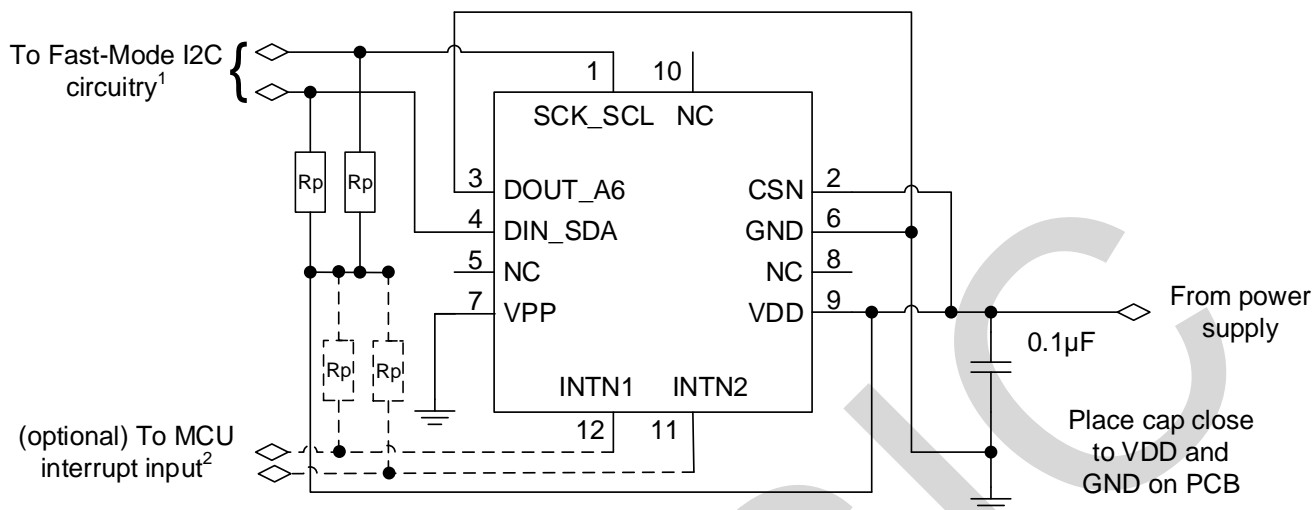 To Fast-Mode I2C
circuitry1
1
10
SCK_SCL NC
Rp
Rp
3
DOUT_A6
CSN
2
4
DIN_SDA
GND
6
5
NC
NC
8
7
VPP
VDD
9
From power
supply
0.1µF
Rp
Rp
INTN1
INTN2
12
11
(optional) To MCU
interrupt input2
Place cap close
to VDD and
GND on PCB